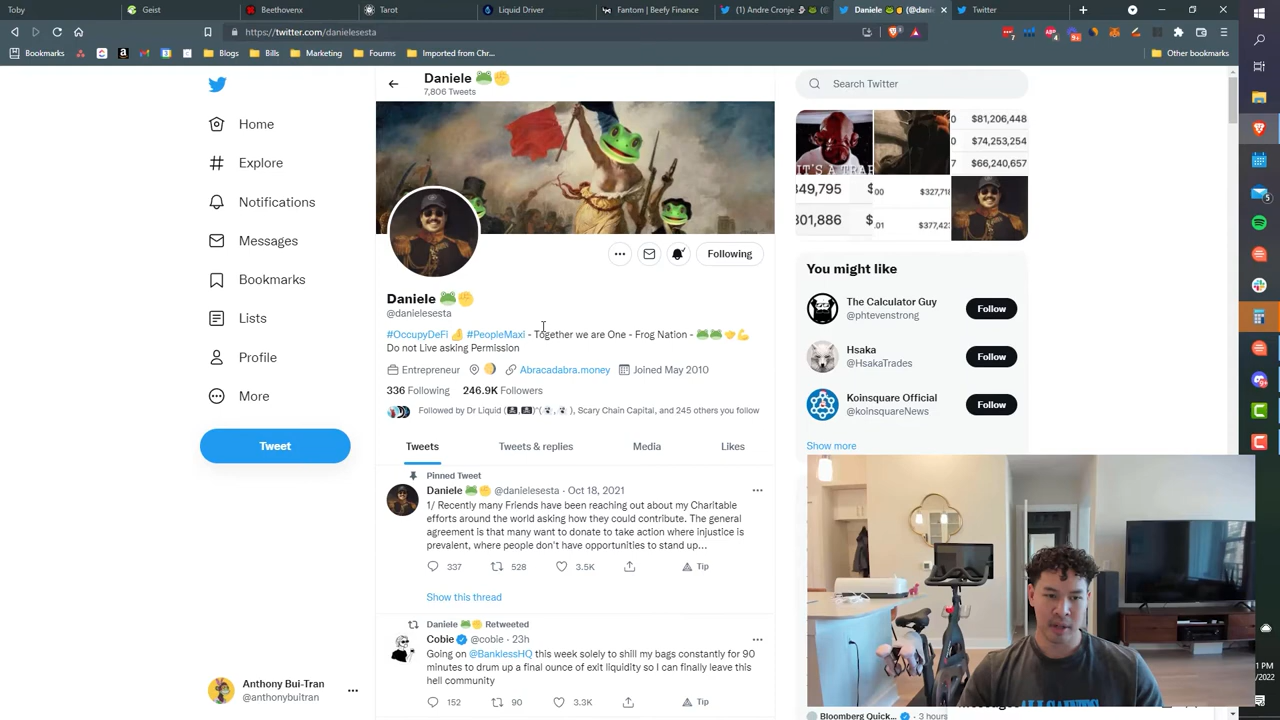 Toby
Geist
Beethovenx
Tarot
Liquid Driver
Fantom | Beefy Finance
(1) Andre Cronje
Daniele 🐸✊ (@dani
Twitter
https://twitter.com/danielesesta
Bookmarks
Blogs
Bills
Marketing
Fourms
Imported from Chr...
Other bookmarks
Home
Explore
Notifications
Messages
Bookmarks
Lists
Profile
More
Tweet
Anthony Bui-Tran
@anthonybuitran
Daniele 🐸✊
7,806 Tweets
Following
Daniele 🐸✊
@danielesesta
#OccupyDeFi #PeopleMaxi - Together we are One - Frog Nation -
Do not Live asking Permission
Entrepreneur Abracadabra.money Joined May 2010
336 Following 246.9K Followers
Followed by Dr Liquid, Scary Chain Capital, and 245 others you follow
Tweets Tweets & replies Media Likes
Pinned Tweet
Daniele 🐸✊ @danielesesta - Oct 18, 2021
1/ Recently many Friends have been reaching out about my Charitable
efforts around the world asking how they could contribute. The general
agreement is that many want to donate to take action where injustice is
prevalent, where people don't have opportunities to stand up...
337 528 3.5K Tip
Show this thread
Daniele 🐸✊ Retweeted
Cobie @cobie · 23h
Going on @BanklessHQ this week solely to shill my bags constantly for 90
minutes to drum up a final ounce of exit liquidity so I can finally leave this
hell community
152 90 3.3K Tip
Search Twitter
$81,206,448
$74,253,254
$66,240,657
IT'S A TRAP
$327,71
$377,42
You might like
The Calculator Guy
@phtevenstrong
Follow
Hsaka
@HsakaTrades
Follow
Koinsquare Official
@koinsquareNews
Follow
Show more
Bloomberg Quick... · 3 hours